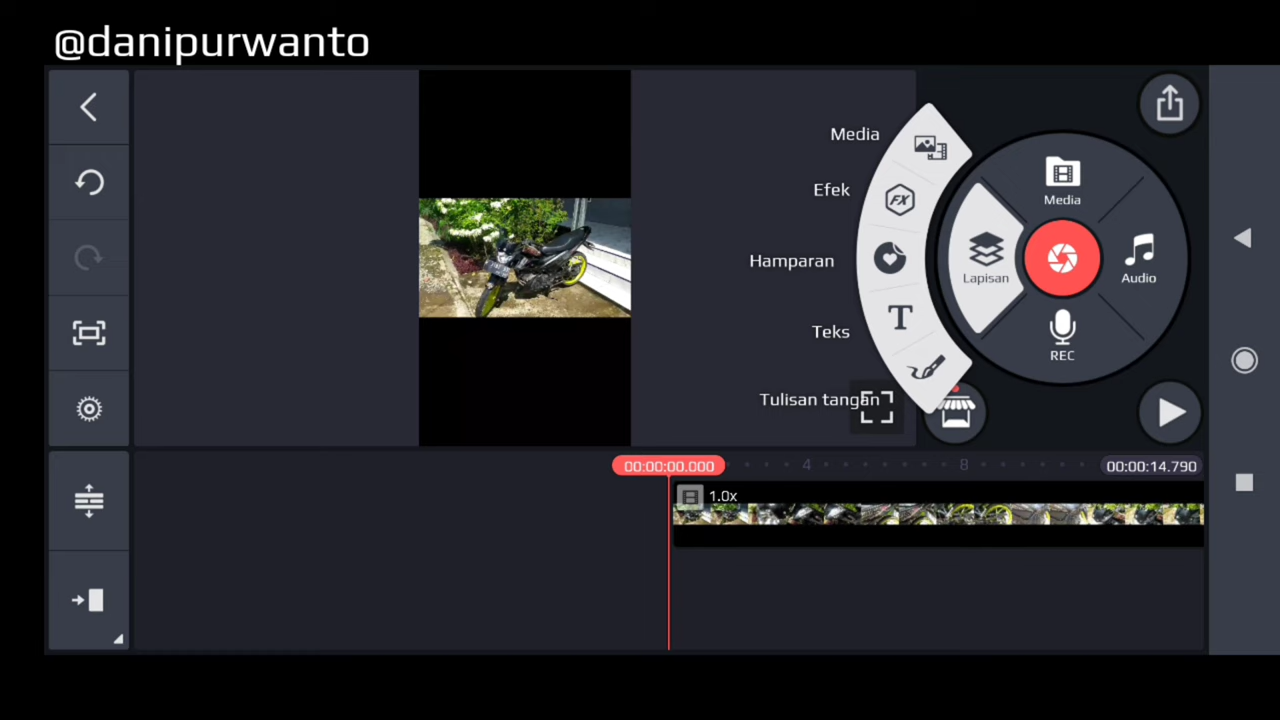 @danipurwanto
Media
Efek
Hamparan
Teks
Tulisan tangan
Media
Lapisan
Audio
REC
FX
T
00:00:00.000
4
8
00:00:14.790
1.0x